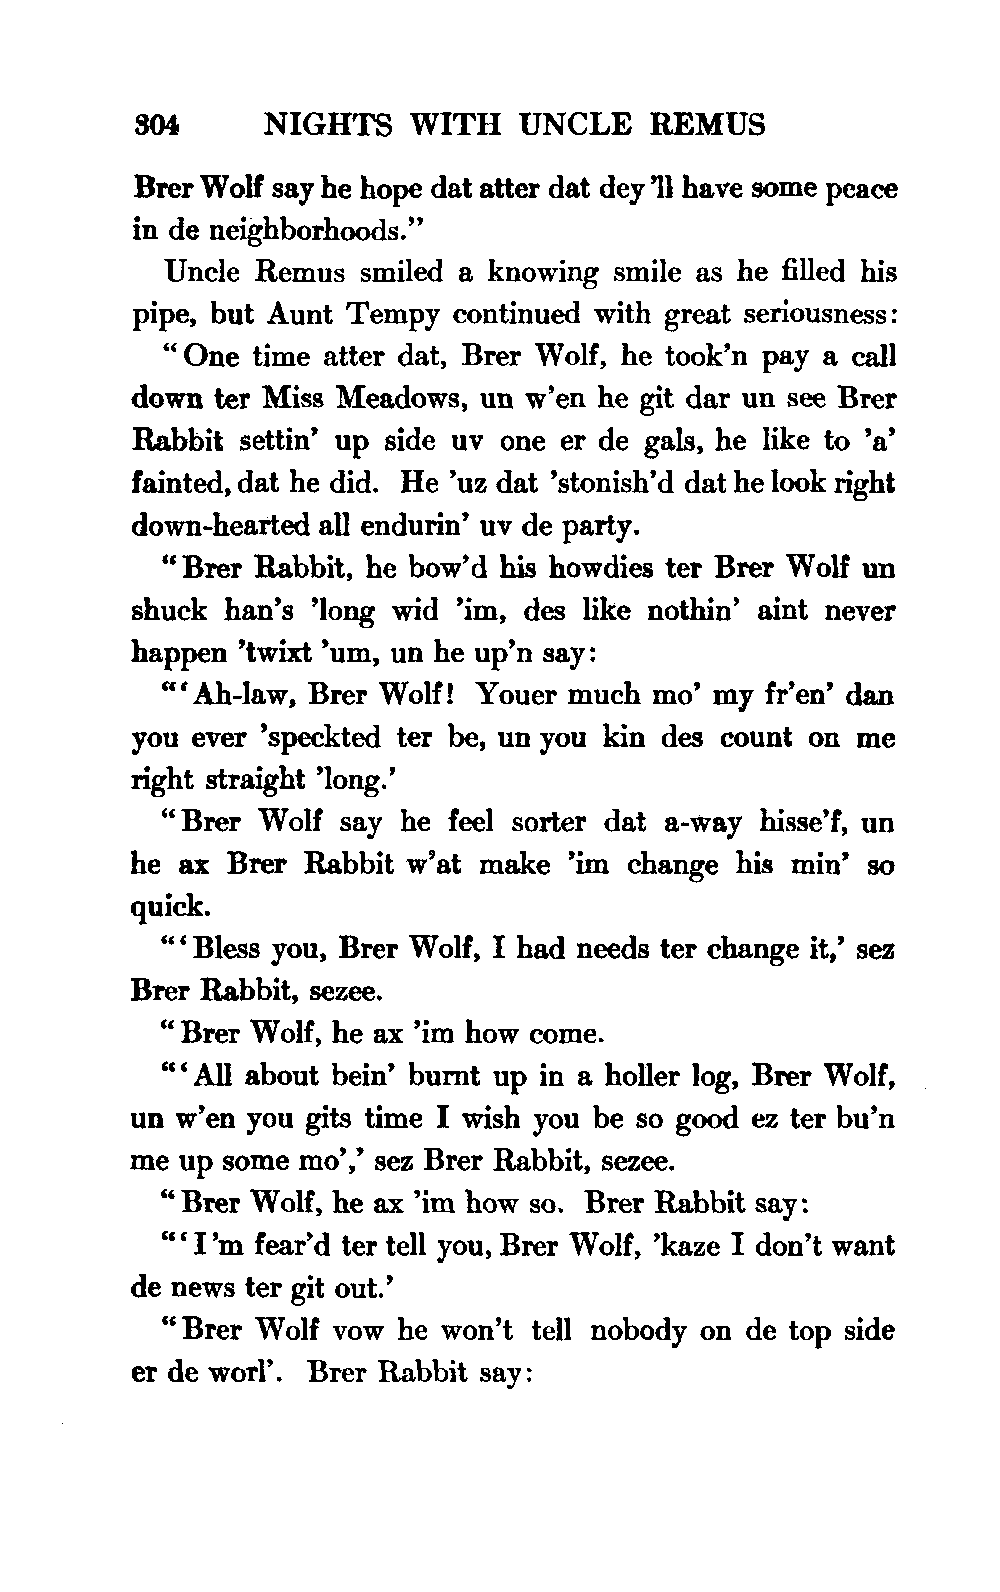 304 NIGHTS WITH UNCLE REMUS
Brer Wolf say he hope dat atter dat dey 'll have some peace
in de neighborhoods."
Uncle Remus smiled a knowing smile as he filled his
pipe, but Aunt Tempy continued with great seriousness:
"One time atter dat, Brer Wolf, he took'n pay a call
down ter Miss Meadows, un w'en he git dar un see Brer
Rabbit settin' up side uv one er de gals, he like to 'a'
fainted, dat he did. He 'uz dat 'stonish'd dat he look right
down-hearted all endurin' uv de party.
"Brer Rabbit, he bow'd his howdies ter Brer Wolf un
shuck han's 'long wid 'im, des like nothin' aint never
happen 'twixt 'um, un he up'n say:
"'Ah-law, Brer Wolf! Youer much mo' my fr'en' dan
you ever 'speckted ter be, un you kin des count on me
right straight 'long.'
"Brer Wolf say he feel sorter dat a-way hisse'f, un
he ax Brer Rabbit w'at make 'im change his min' so
quick.
"'Bless you, Brer Wolf, I had needs ter change it,' sez
Brer Rabbit, sezee.
"Brer Wolf, he ax 'im how come.
"'All about bein' burnt up in a holler log, Brer Wolf,
un w'en you gits time I wish you be so good ez ter bu'n
me up some mo',' sez Brer Rabbit, sezee.
"Brer Wolf, he ax 'im how so. Brer Rabbit say:
"'I 'm fear'd ter tell you, Brer Wolf, 'kaze I don't want
de news ter git out.'
"Brer Wolf vow he won't tell nobody on de top side
er de worl'. Brer Rabbit say: